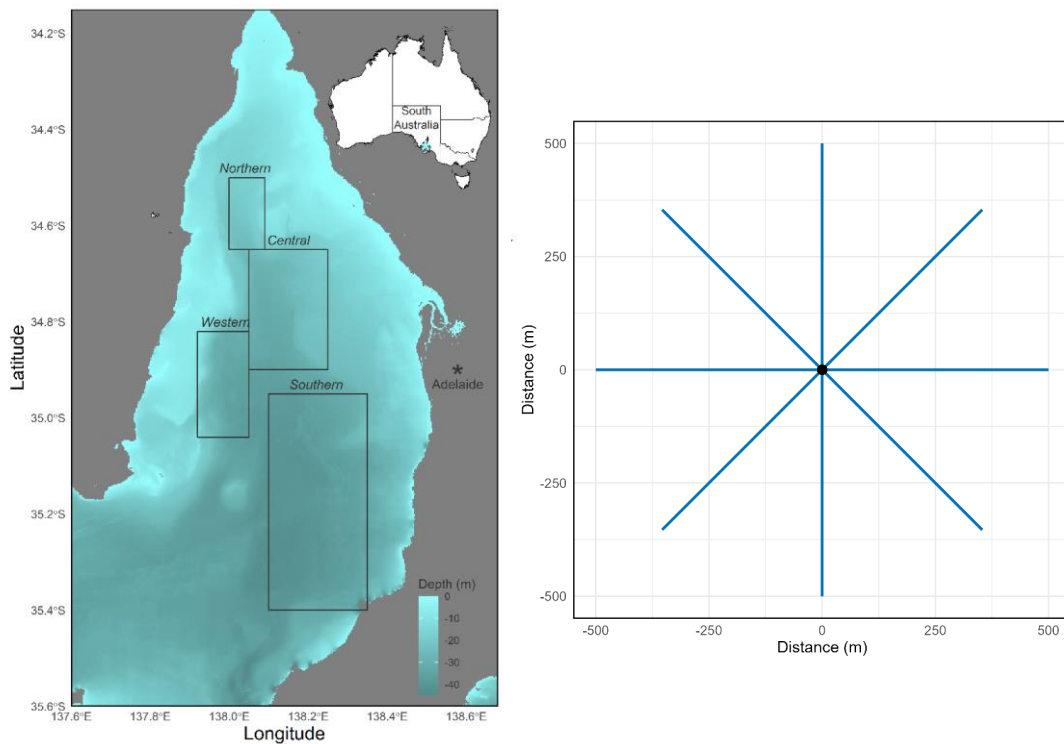 34.2°S
34.4°S
34.6°S
34.8°S
35.0°S
35.2°S
35.4°S
35.6°S
Latitude
137.6°E
137.8°E
138.0°E
138.2°E
138.4°E
138.6°E
Longitude
South
Australia
Northern
Central
Western
Southern
*
Adelaide
Depth (m)
0
-10
-20
-30
-40
500
250
0
-250
-500
Distance (m)
-500
-250
0
250
500
Distance (m)